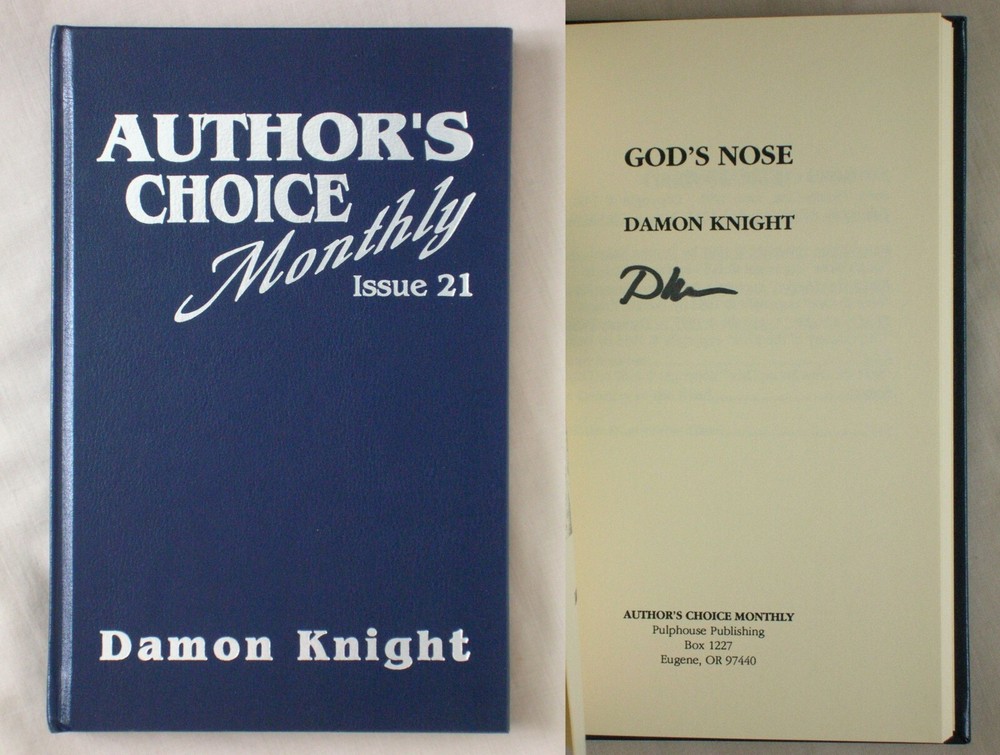 AUTHOR'S
CHOICE
Monthly
Issue 21
Damon Knight
GOD'S NOSE
DAMON KNIGHT
AUTHOR'S CHOICE MONTHLY
Pulphouse Publishing
Box 1227
Eugene, OR 97440